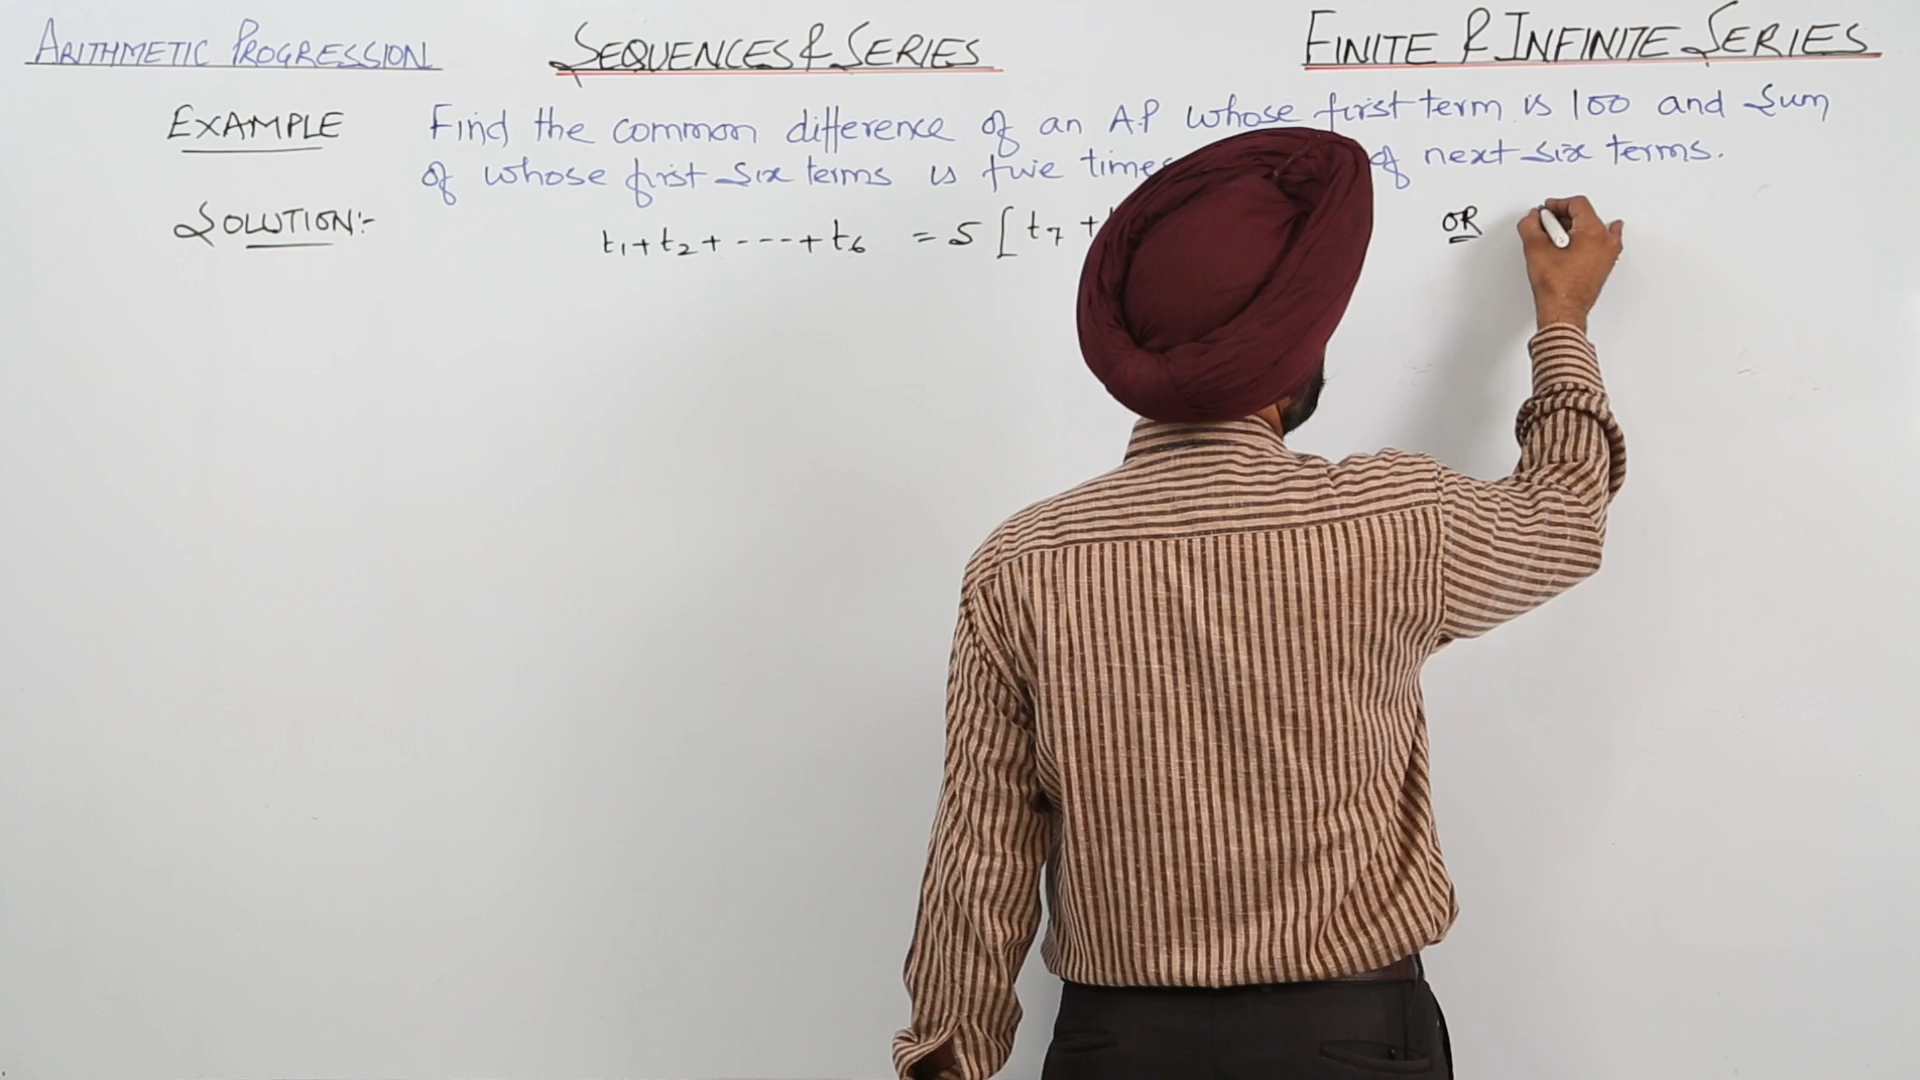 ARITHMETIC PROGRESSION
SEQUENCES & SERIES
FINITE & INFINITE SERIES
EXAMPLE Find the common difference of an AP whose first term is 100 and sum
of whose first six terms is five times of next six terms.
SOLUTION:- t₁+t₂+----+t₆ = 5 [t₇ + OR